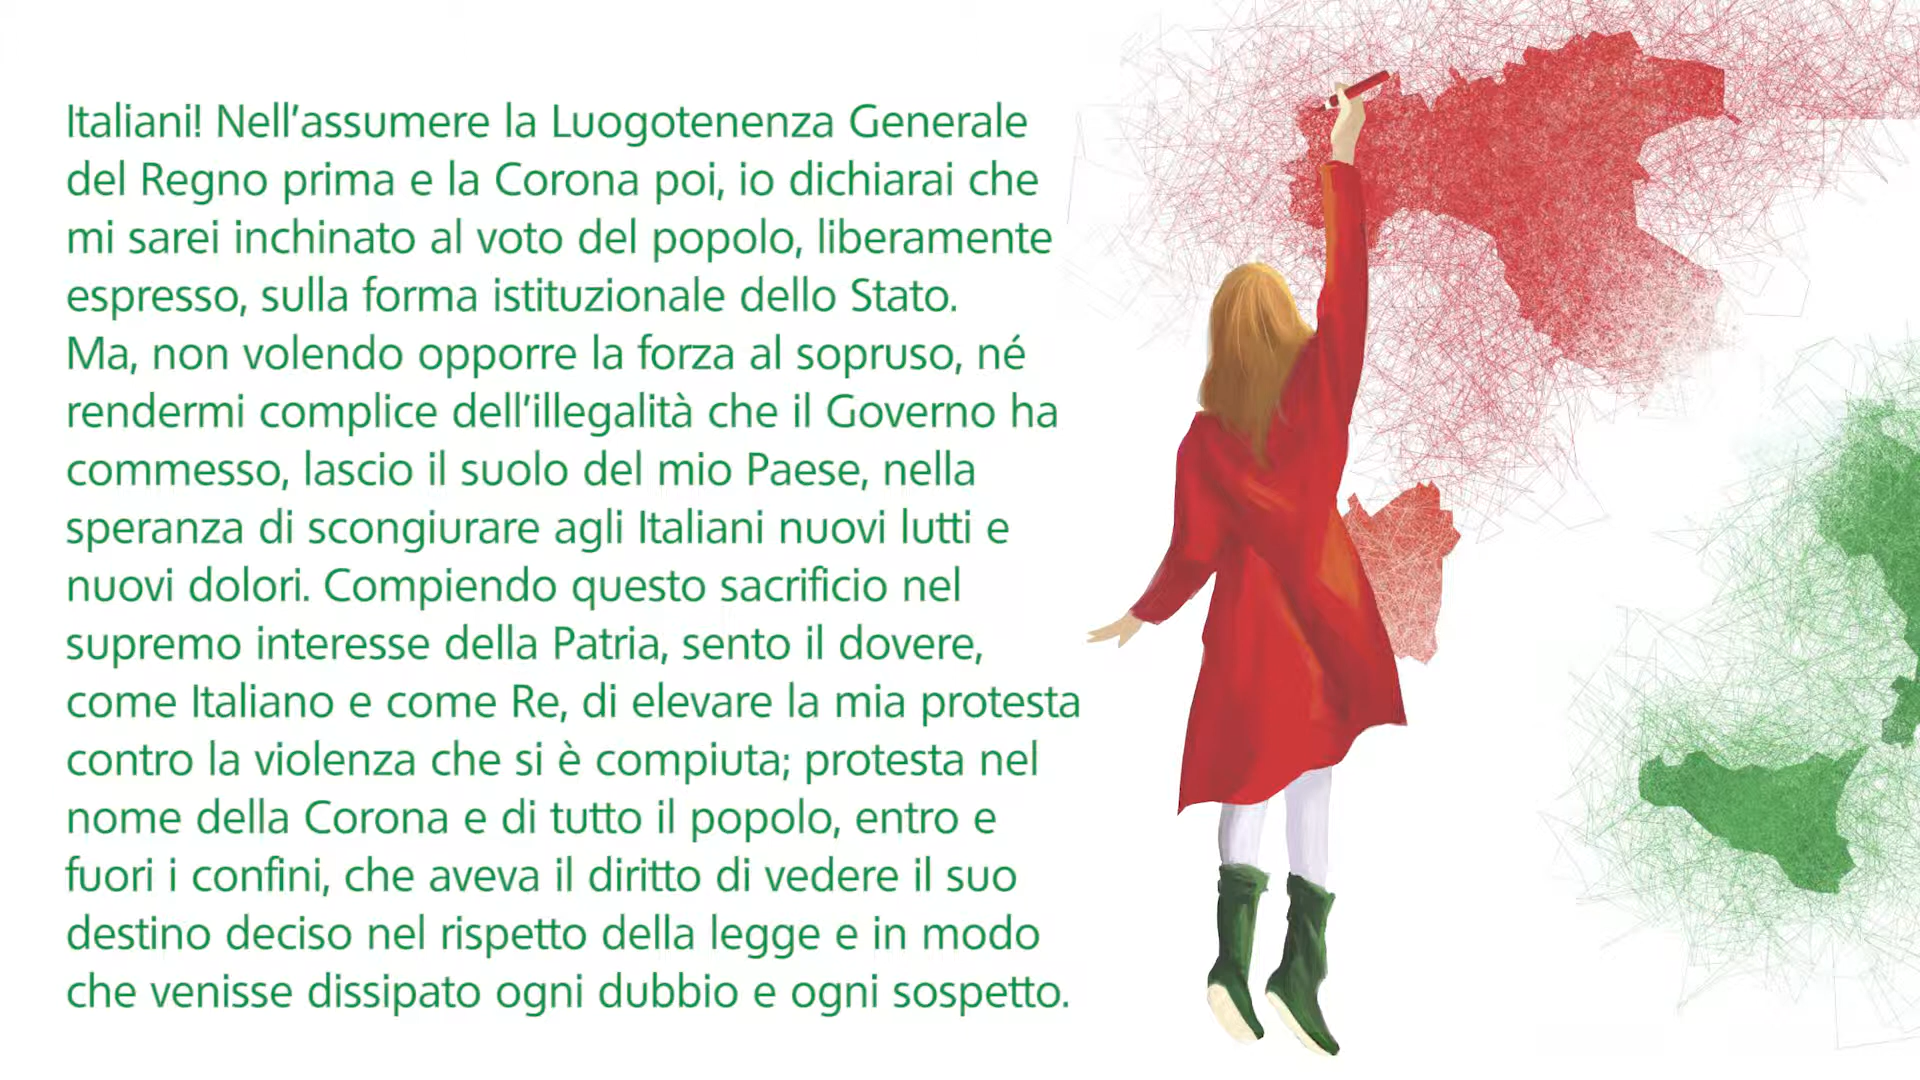 Italiani! Nell’assumere la Luogotenenza Generale
del Regno prima e la Corona poi, io dichiarai che
mi sarei inchinato al voto del popolo, liberamente
espresso, sulla forma istituzionale dello Stato.
Ma, non volendo opporre la forza al sopruso, né
rendermi complice dell’illegalità che il Governo ha
commesso, lascio il suolo del mio Paese, nella
speranza di scongiurare agli Italiani nuovi lutti e
nuovi dolori. Compiendo questo sacrificio nel
supremo interesse della Patria, sento il dovere,
come Italiano e come Re, di elevare la mia protesta
contro la violenza che si è compiuta; protesta nel
nome della Corona e di tutto il popolo, entro e
fuori i confini, che aveva il diritto di vedere il suo
destino deciso nel rispetto della legge e in modo
che venisse dissipato ogni dubbio e ogni sospetto.